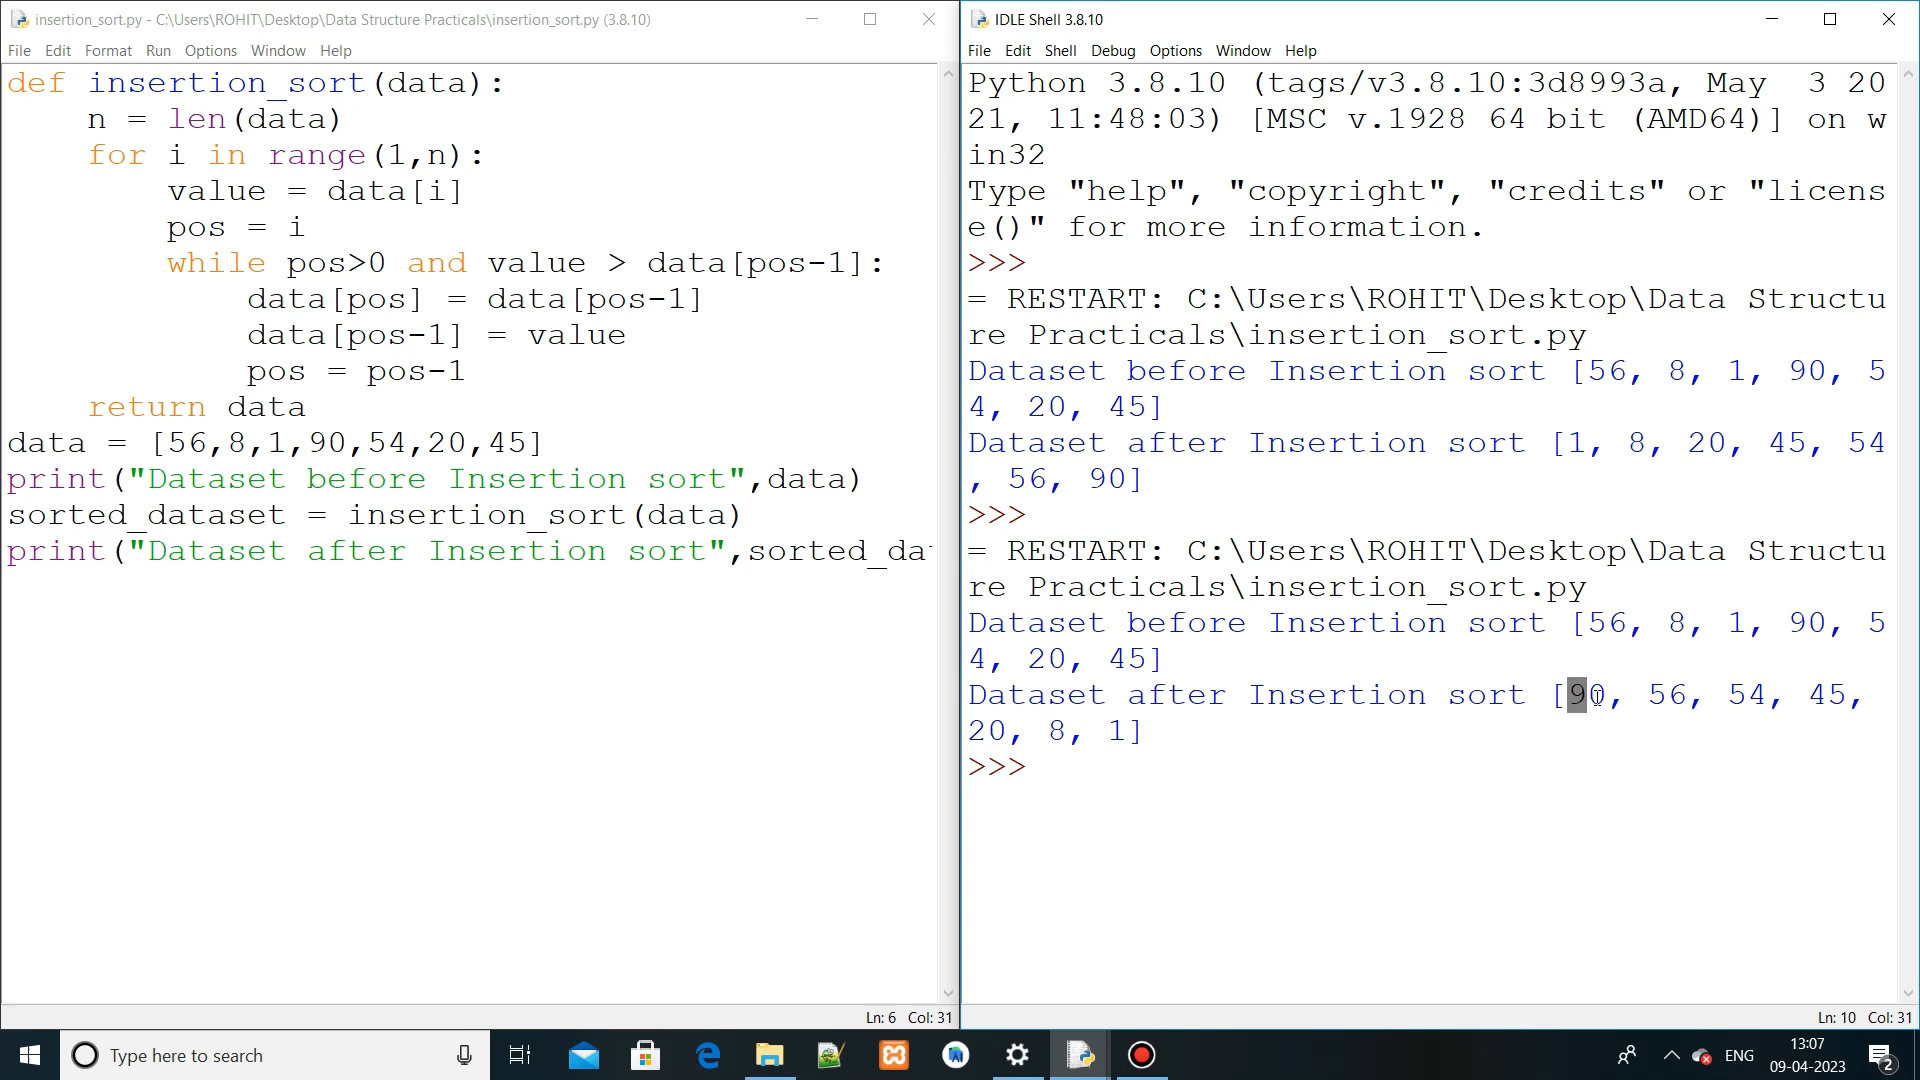 insertion_sort.py - C:\Users\ROHIT\Desktop\Data Structure Practicals\insertion_sort.py (3.8.10)
File Edit Format Run Options Window Help
def insertion_sort(data):
    n = len(data)
    for i in range(1,n):
        value = data[i]
        pos = i
        while pos>0 and value > data[pos-1]:
            data[pos] = data[pos-1]
            data[pos-1] = value
            pos = pos-1
    return data
data = [56,8,1,90,54,20,45]
print("Dataset before Insertion sort",data)
sorted_dataset = insertion_sort(data)
print("Dataset after Insertion sort",sorted_da
Ln: 6 Col: 31
IDLE Shell 3.8.10
File Edit Shell Debug Options Window Help
Python 3.8.10 (tags/v3.8.10:3d8993a, May  3 20
21, 11:48:03) [MSC v.1928 64 bit (AMD64)] on w
in32
Type "help", "copyright", "credits" or "licens
e()" for more information.
>>>
= RESTART: C:\Users\ROHIT\Desktop\Data Structu
re Practicals\insertion_sort.py
Dataset before Insertion sort [56, 8, 1, 90, 5
4, 20, 45]
Dataset after Insertion sort [1, 8, 20, 45, 54
, 56, 90]
>>>
= RESTART: C:\Users\ROHIT\Desktop\Data Structu
re Practicals\insertion_sort.py
Dataset before Insertion sort [56, 8, 1, 90, 5
4, 20, 45]
Dataset after Insertion sort [90, 56, 54, 45,
20, 8, 1]
>>>
Ln: 10 Col: 31
Type here to search
ENG
13:07
09-04-2023
2